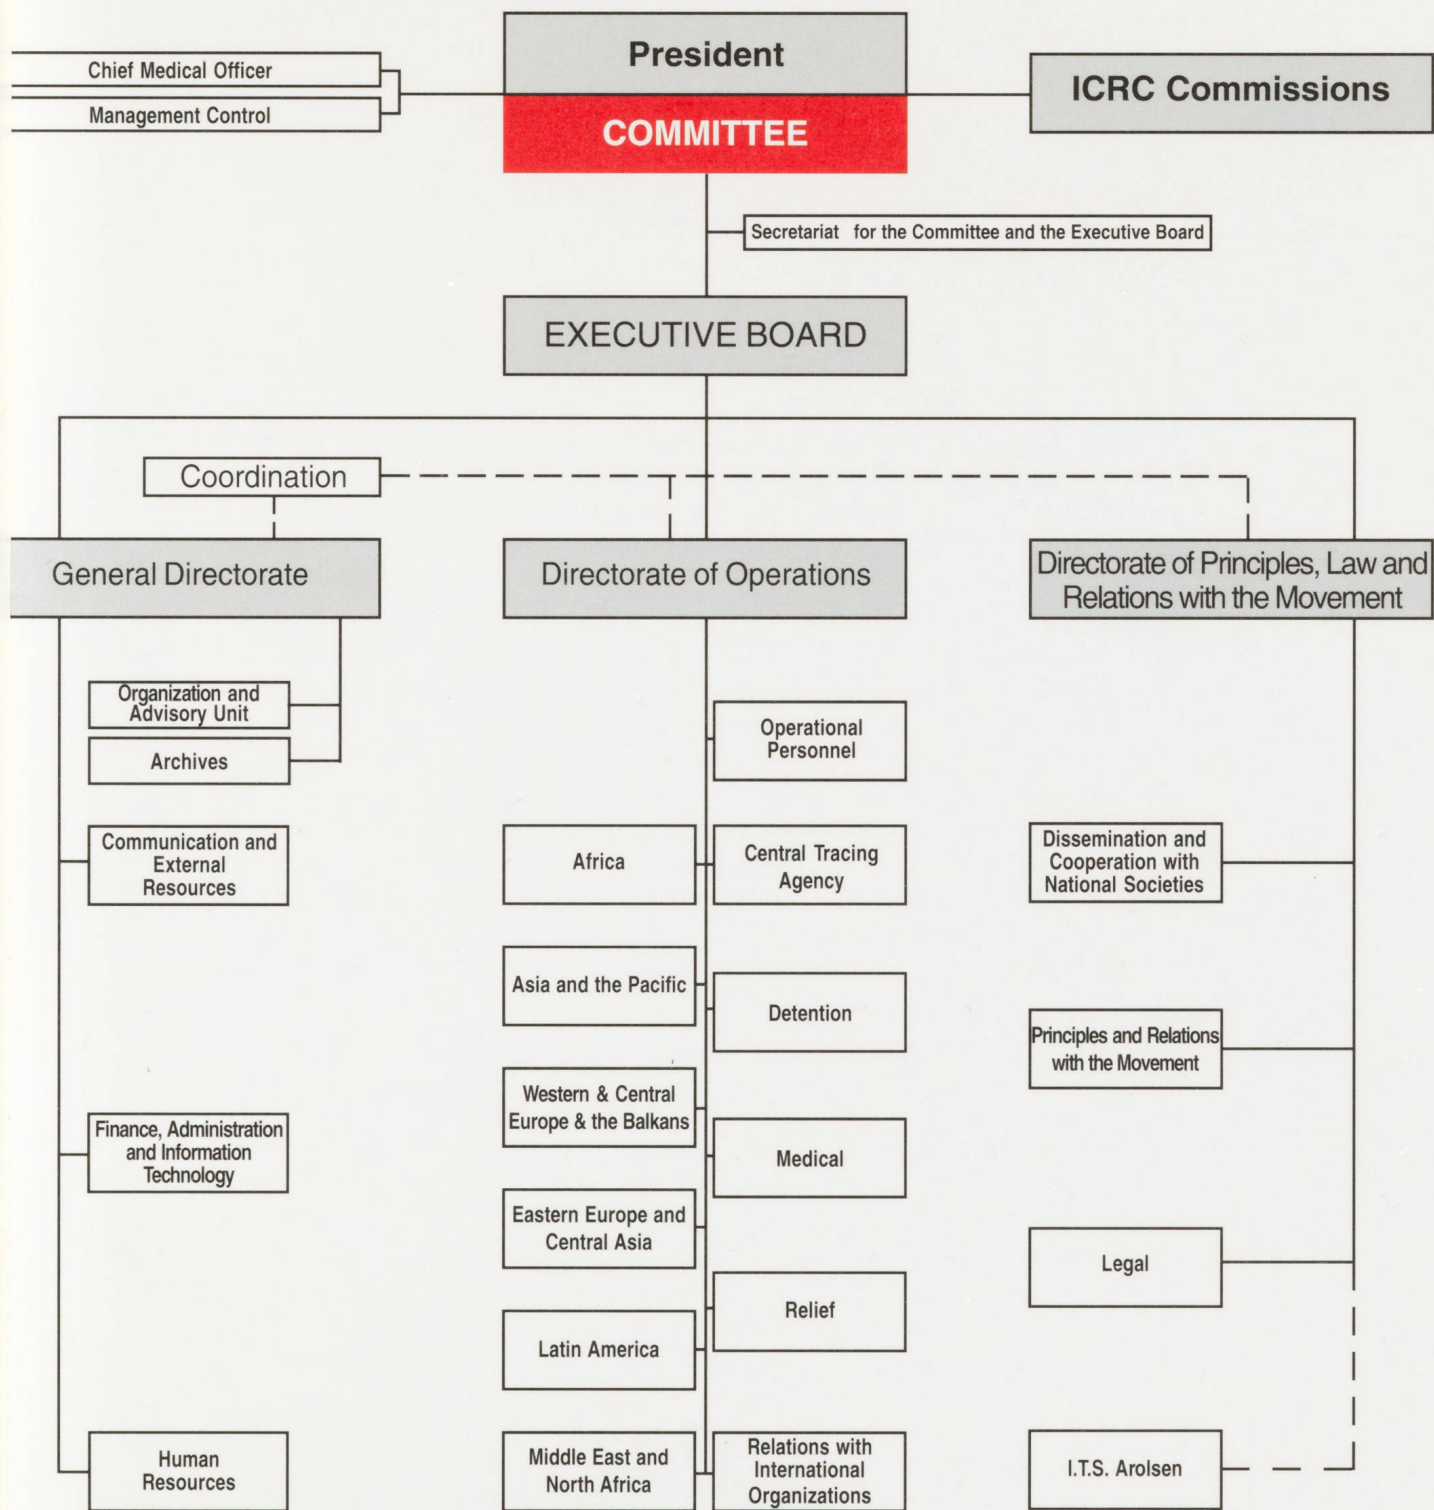 President
COMMITTEE
Chief Medical Officer
Management Control
ICRC Commissions
Secretariat for the Committee and the Executive Board
EXECUTIVE BOARD
Coordination
General Directorate
Directorate of Operations
Directorate of Principles, Law and
Relations with the Movement
Organization and
Advisory Unit
Archives
Communication and
External
Resources
Finance, Administration
and Information
Technology
Human
Resources
Operational
Personnel
Africa
Central Tracing
Agency
Asia and the Pacific
Detention
Western & Central
Europe & the Balkans
Medical
Eastern Europe and
Central Asia
Relief
Latin America
Middle East and
North Africa
Relations with
International
Organizations
Dissemination and
Cooperation with
National Societies
Principles and Relations
with the Movement
Legal
I.T.S. Arolsen